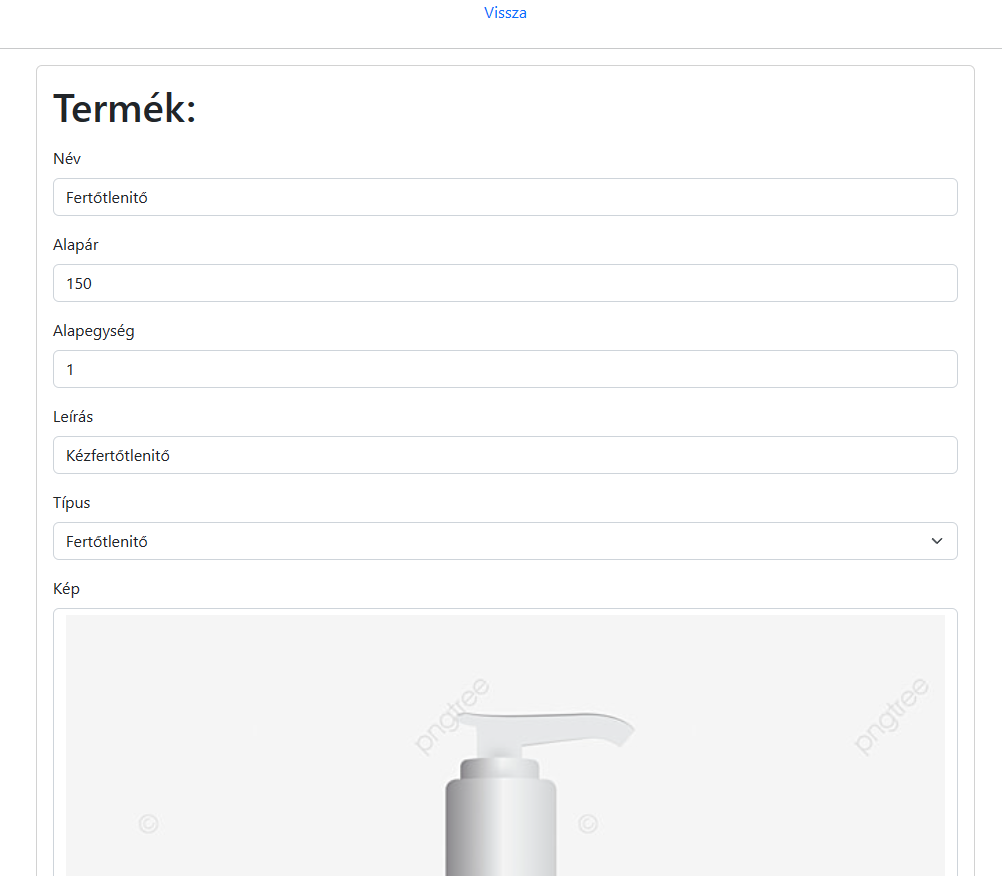 Vissza
Termék:
Név
Fertőtlenitő
Alapár
150
Alapegység
1
Leírás
Kézfertőtlenitő
Típus
Fertőtlenitő
Kép
pngtree
pngtree
©
©